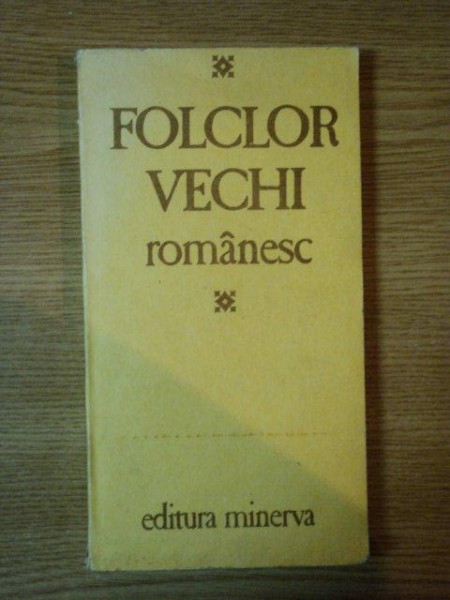 FOLCLOR
VECHI
românesc
editura minerva